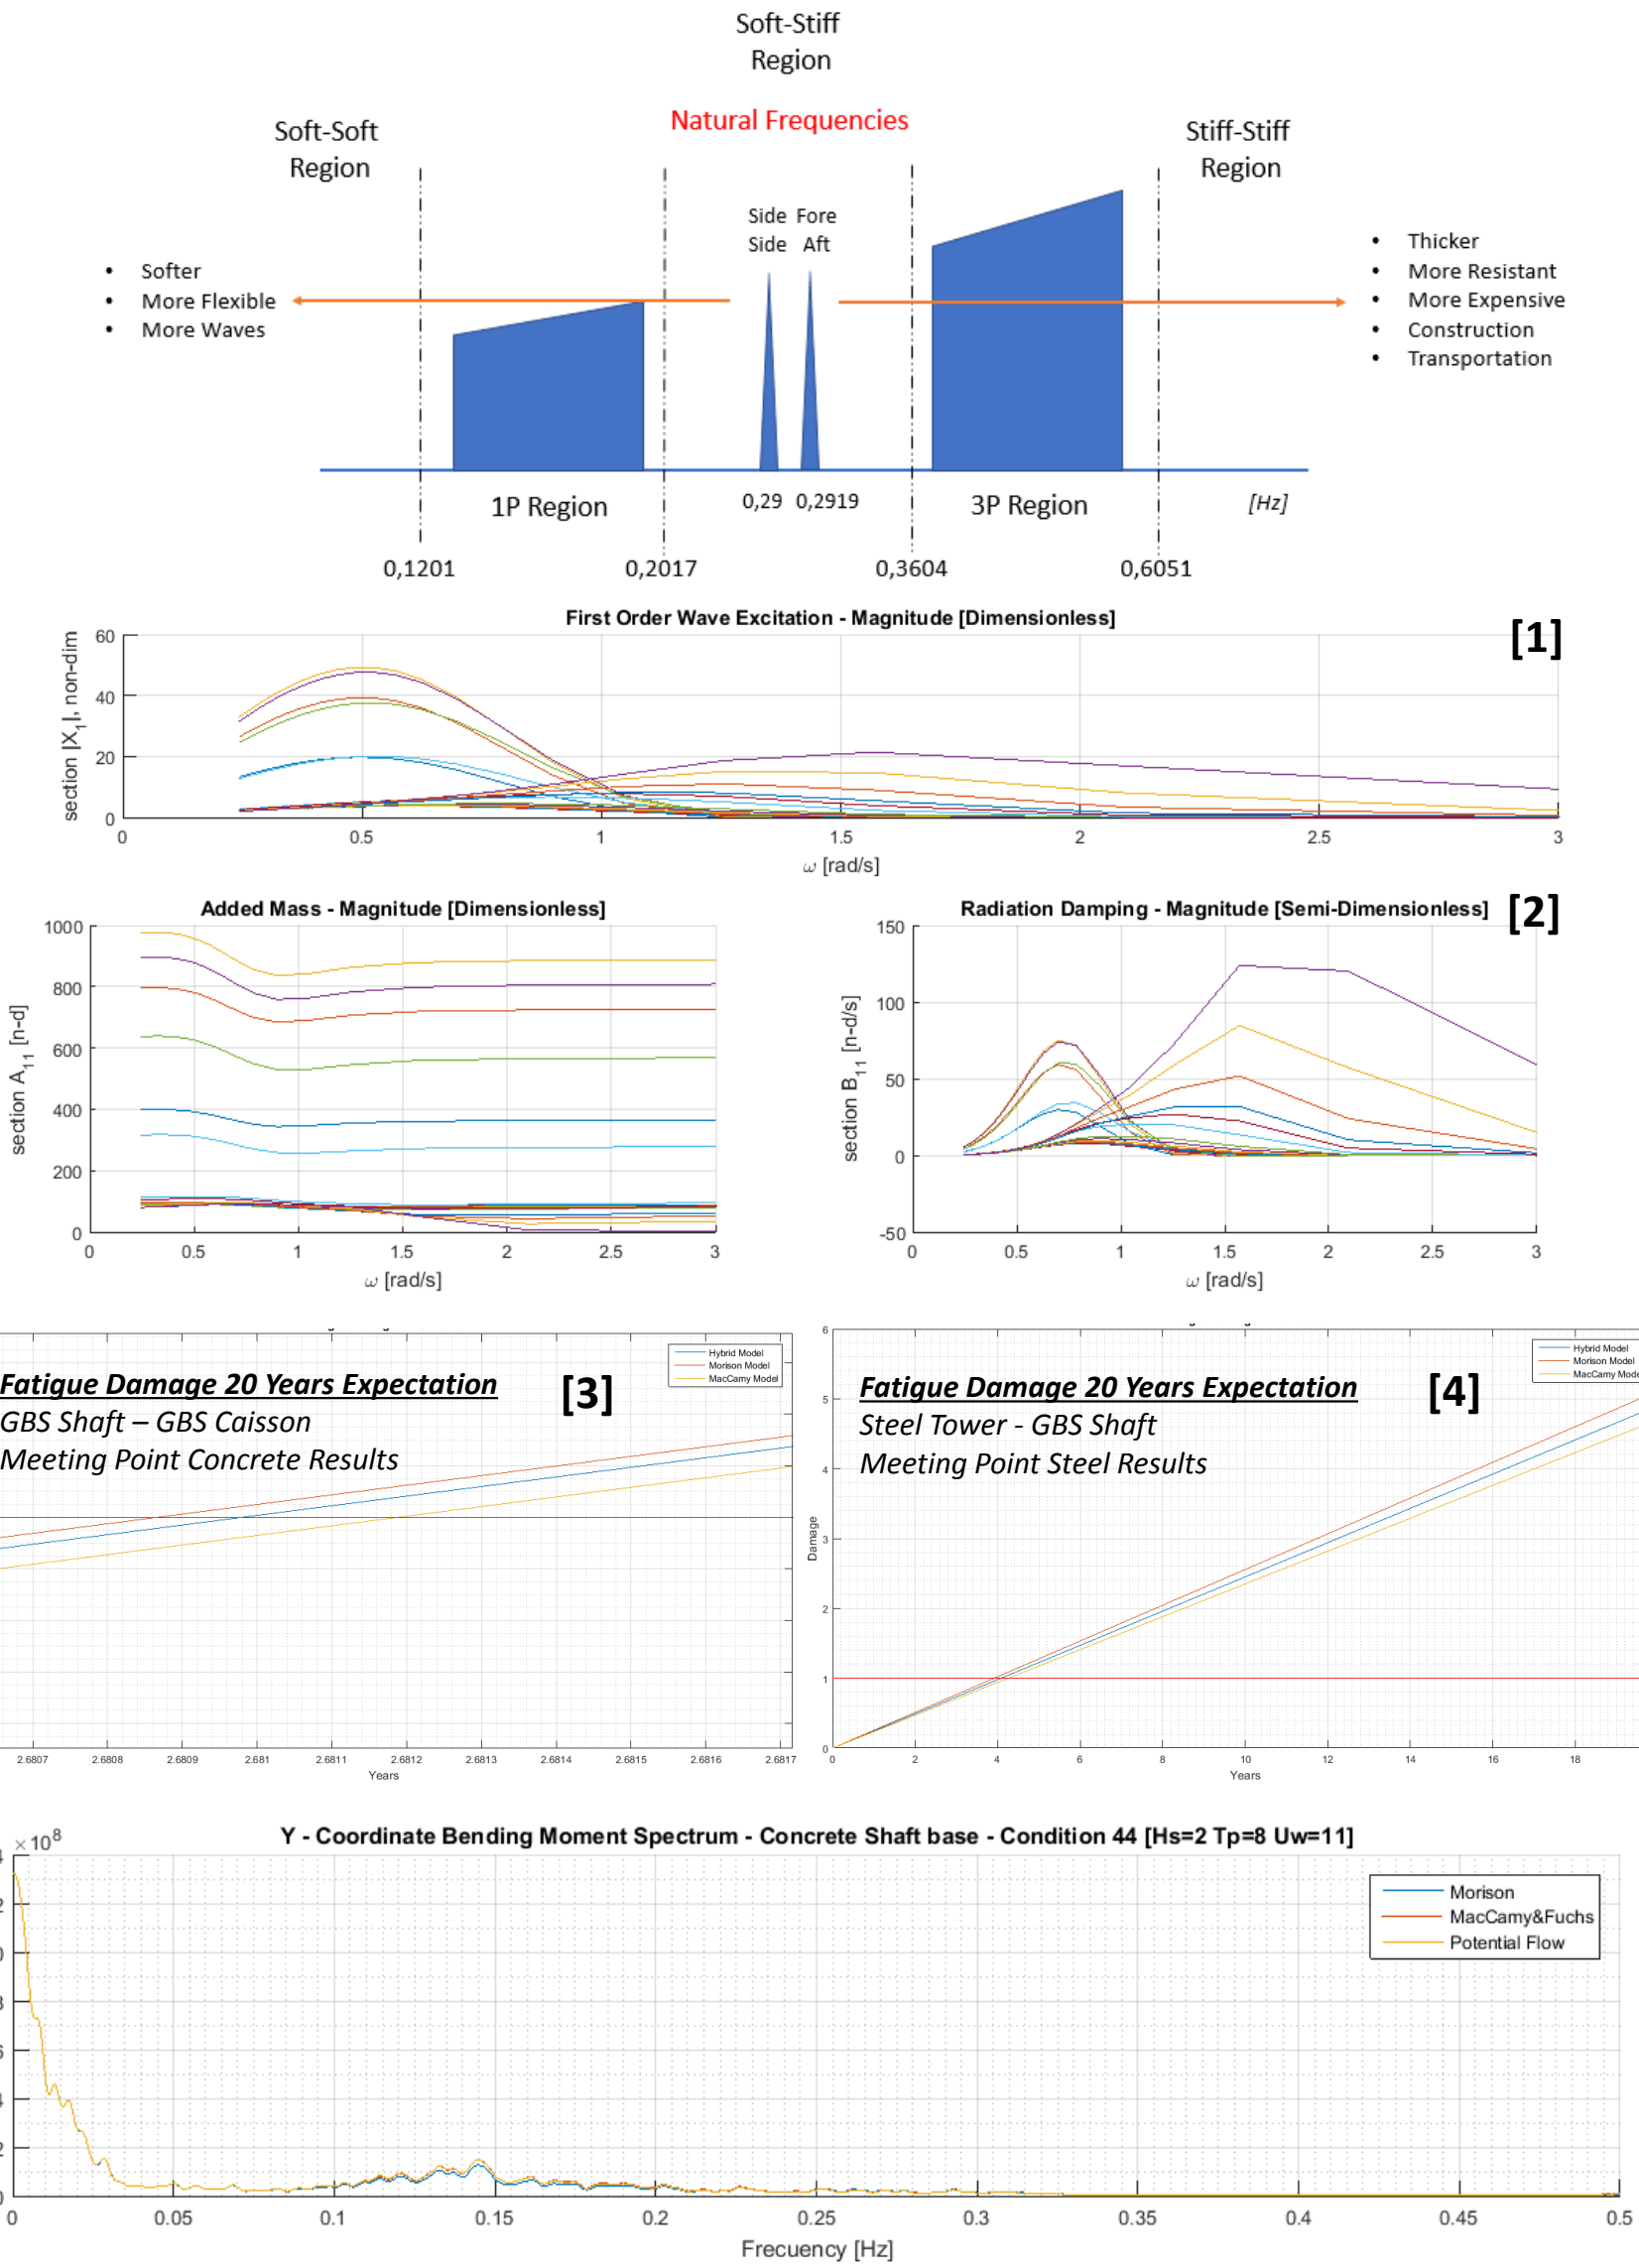 Soft-Stiff
Region
Natural Frequencies
Soft-Soft
Region
Stiff-Stiff
Region
Side Fore
Side Aft
• Softer
• More Flexible
• More Waves
• Thicker
• More Resistant
• More Expensive
• Construction
• Transportation
1P Region
0,29 0,2919
3P Region
[Hz]
0,1201
0,2017
0,3604
0,6051
First Order Wave Excitation - Magnitude [Dimensionless]
[1]
section |X1|, non-dim
60
40
20
0
0 0.5 1 1.5 2 2.5 3
ω [rad/s]
Added Mass - Magnitude [Dimensionless]
section A11 [n-d]
1000
800
600
400
200
0
0 0.5 1 1.5 2 2.5 3
ω [rad/s]
Radiation Damping - Magnitude [Semi-Dimensionless]
[2]
section B11 [n-d/s]
150
100
50
0
-50
0 0.5 1 1.5 2 2.5 3
ω [rad/s]
Hybrid Model
Morison Model
MacCamy Model
Fatigue Damage 20 Years Expectation
[3]
GBS Shaft – GBS Caisson
Meeting Point Concrete Results
2.6807 2.6808 2.6809 2.681 2.6811 2.6812 2.6813 2.6814 2.6815 2.6816 2.6817
Years
Hybrid Model
Morison Model
MacCamy Mode
Fatigue Damage 20 Years Expectation
[4]
Steel Tower - GBS Shaft
Meeting Point Steel Results
Damage
6
5
4
3
2
1
0
0 2 4 6 8 10 12 14 16 18
Years
×10^8
Y - Coordinate Bending Moment Spectrum - Concrete Shaft base - Condition 44 [Hs=2 Tp=8 Uw=11]
Morison
MacCamy&Fuchs
Potential Flow
4
2
0
8
6
4
2
0
0 0.05 0.1 0.15 0.2 0.25 0.3 0.35 0.4 0.45 0.5
Frecuency [Hz]